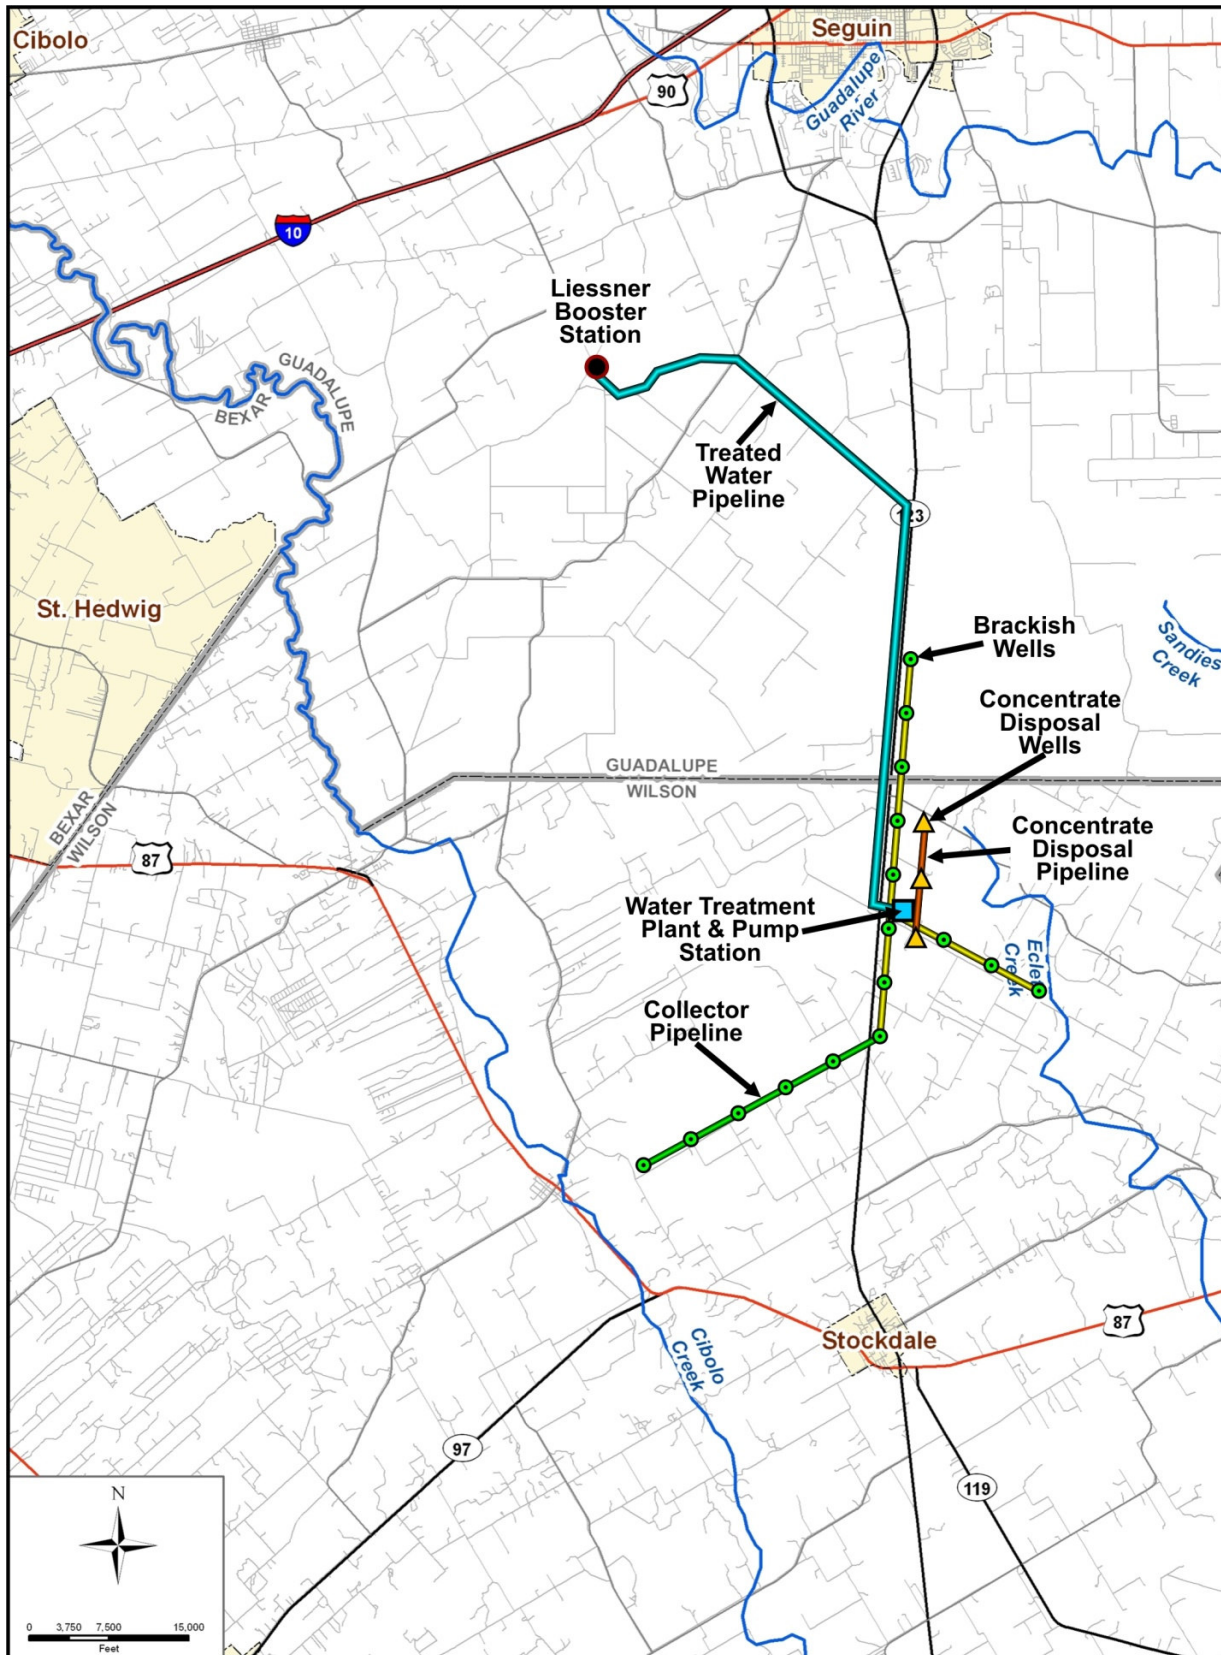 Cibolo
Seguin
90
Guadalupe
River
10
Liessner
Booster
Station
GUADALUPE
BEXAR
Treated
Water
Pipeline
123
St. Hedwig
Brackish
Wells
Sandies
Creek
Concentrate
Disposal
Wells
GUADALUPE
WILSON
BEXAR
WILSON
87
Concentrate
Disposal
Pipeline
Water Treatment
Plant & Pump
Station
Creek
Collector
Pipeline
87
Stockdale
Cibolo
Creek
97
119
N
0 3,750 7,500 15,000
Feet